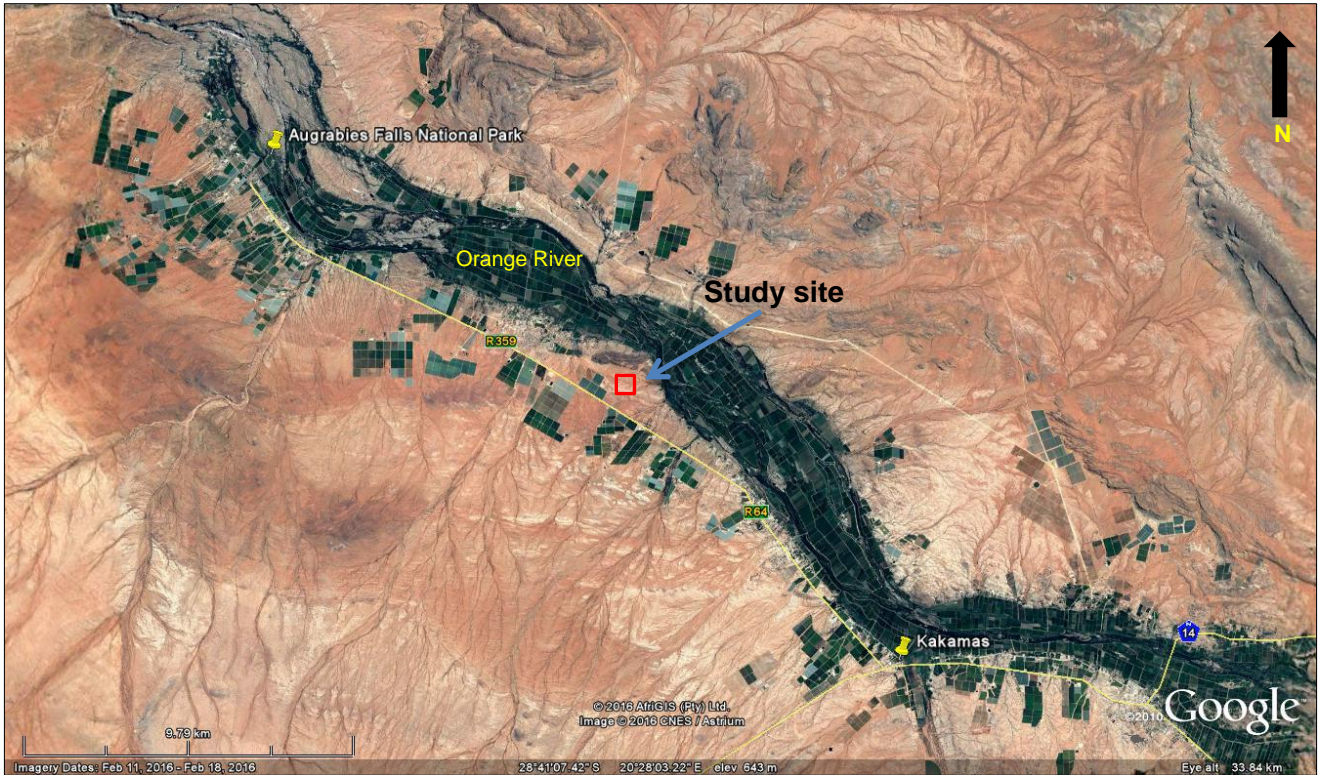 N
Augrabies Falls National Park
Orange River
Study site
R359
R64
Kakamas
14
© 2016 AfriGIS (Pty) Ltd.
Image © 2016 CNES / Astrium
©2010 Google
9.79 km
Imagery Dates: Feb 11, 2016 - Feb 18, 2016 28°41'07.42" S 20°28'03.22" E elev 643 m Eye alt 33.84 km